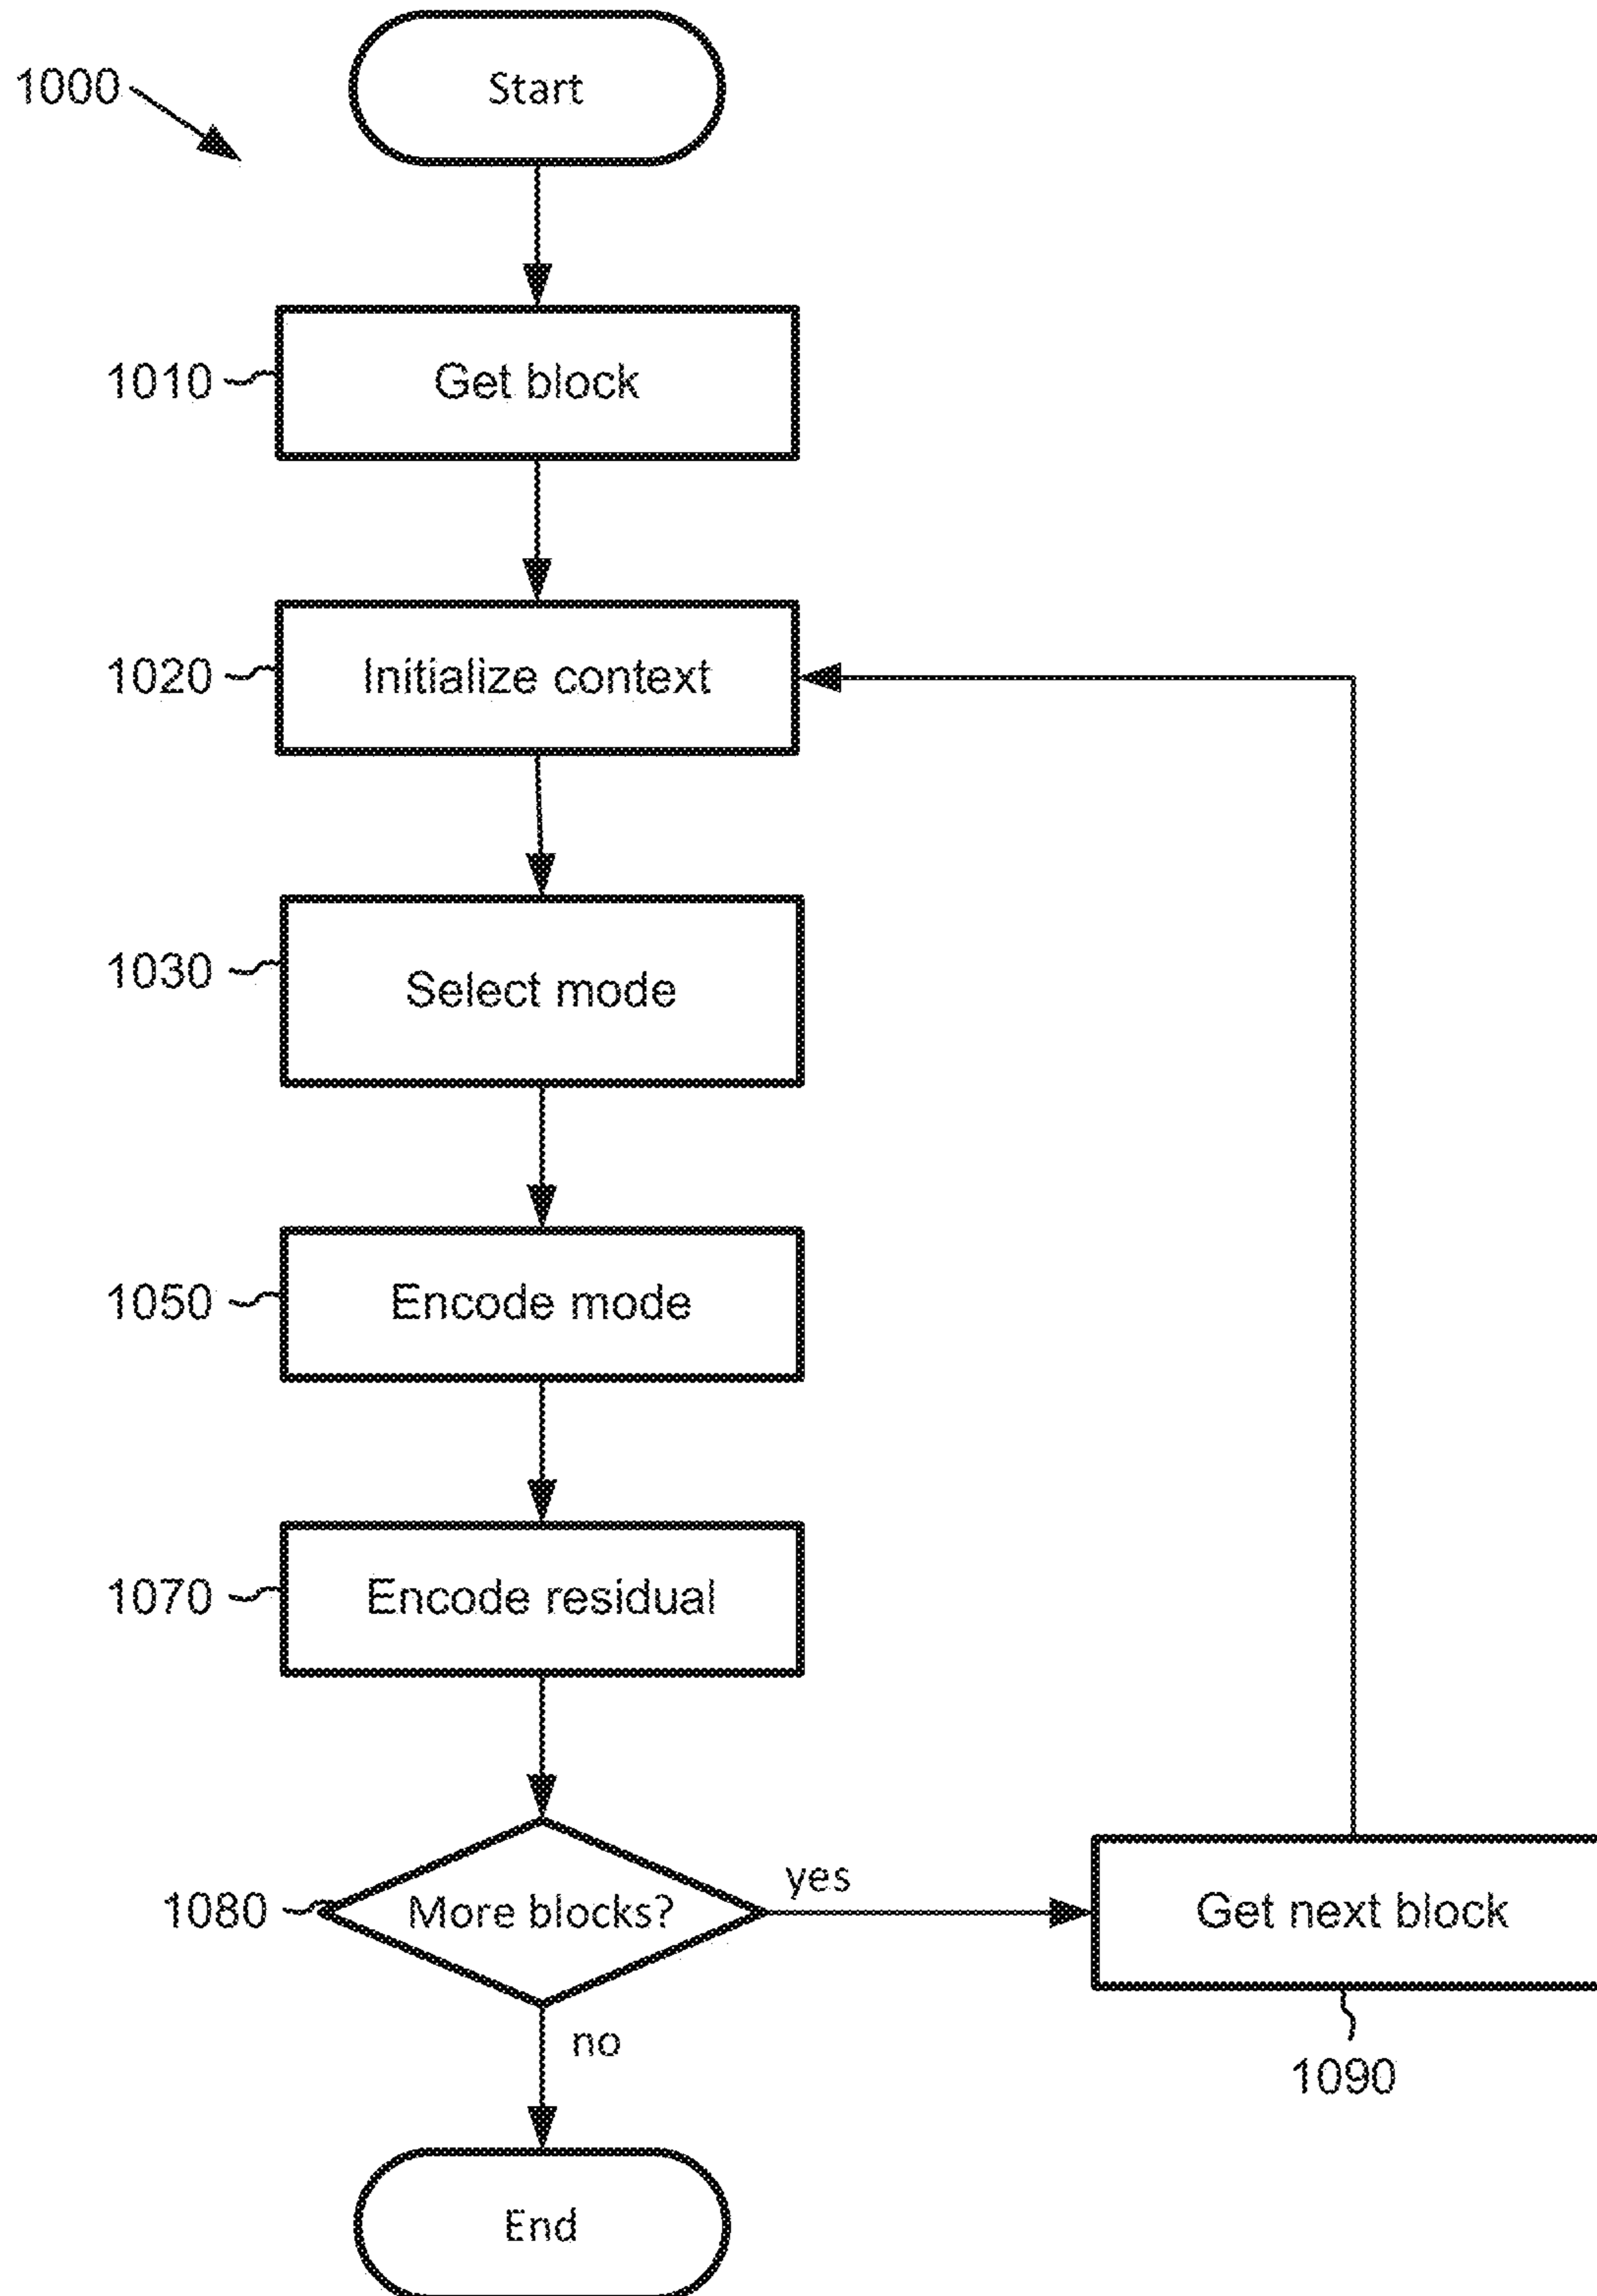 1000
Start
1010
Get block
1020
Initialize context
1030
Select mode
1050
Encode mode
1070
Encode residual
1080
More blocks?
yes
Get next block
no
1090
End